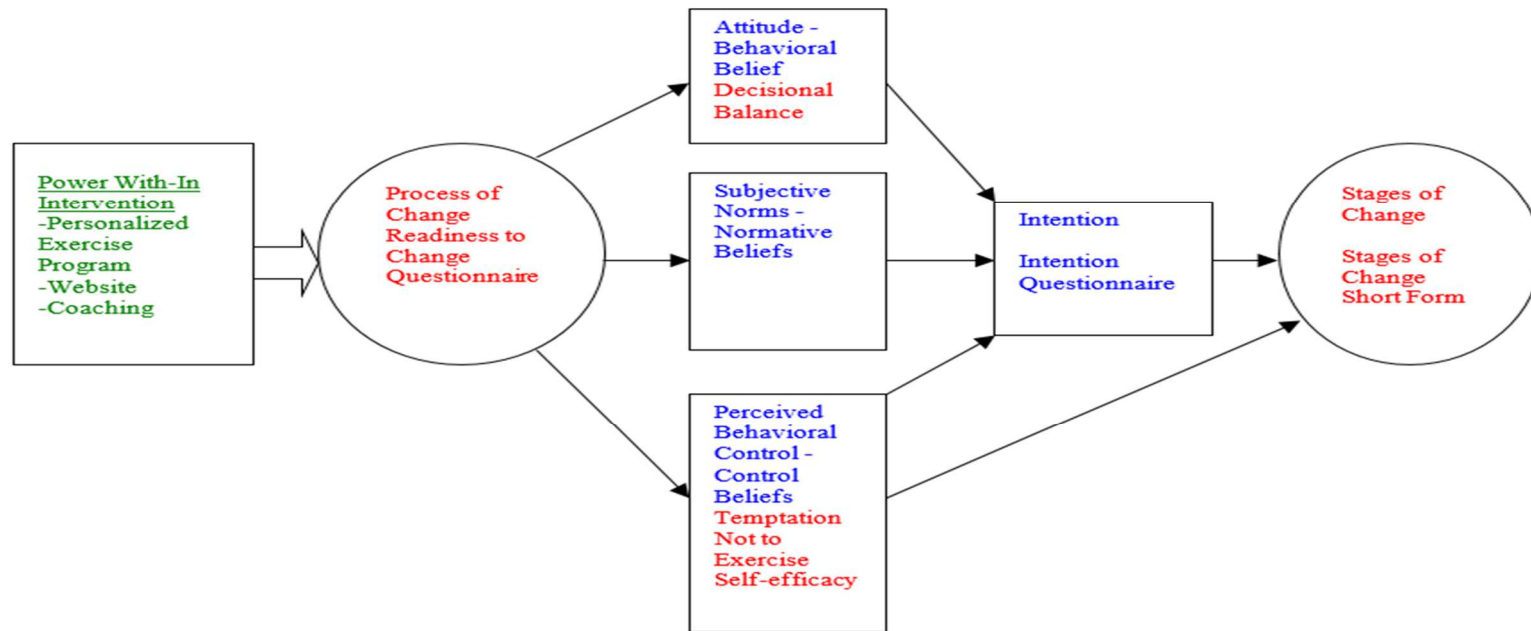 Power With-In
Intervention
-Personalized
Exercise
Program
-Website
-Coaching
Process of
Change
Readiness to
Change
Questionnaire
Attitude -
Behavioral
Belief
Decisional
Balance
Subjective
Norms -
Normative
Beliefs
Perceived
Behavioral
Control -
Control
Beliefs
Temptation
Not to
Exercise
Self-efficacy
Intention
Intention
Questionnaire
Stages of
Change
Stages of
Change
Short Form